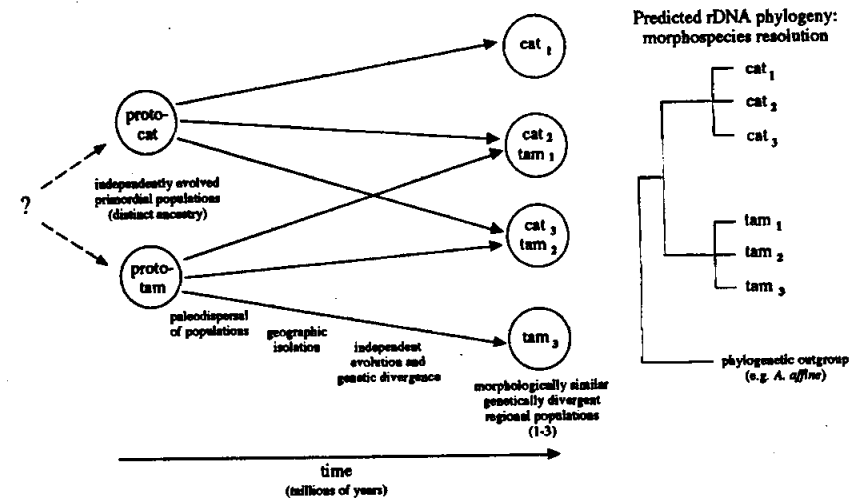 Predicted rDNA phylogeny:
morphospecies resolution
cat 1
proto-
cat
cat 2
tam 1
?
independently evolved
primordial populations
(distinct ancestry)
cat 3
tam 2
proto-
tam
paleodispersal
of populations
geographic
isolation
independent
evolution and
genetic divergence
tam 3
morphologically similar
genetically divergent
regional populations
(1-3)
time
(millions of years)
cat 1
cat 2
cat 3
tam 1
tam 2
tam 3
phylogenetic outgroup
(e.g. A. affine)